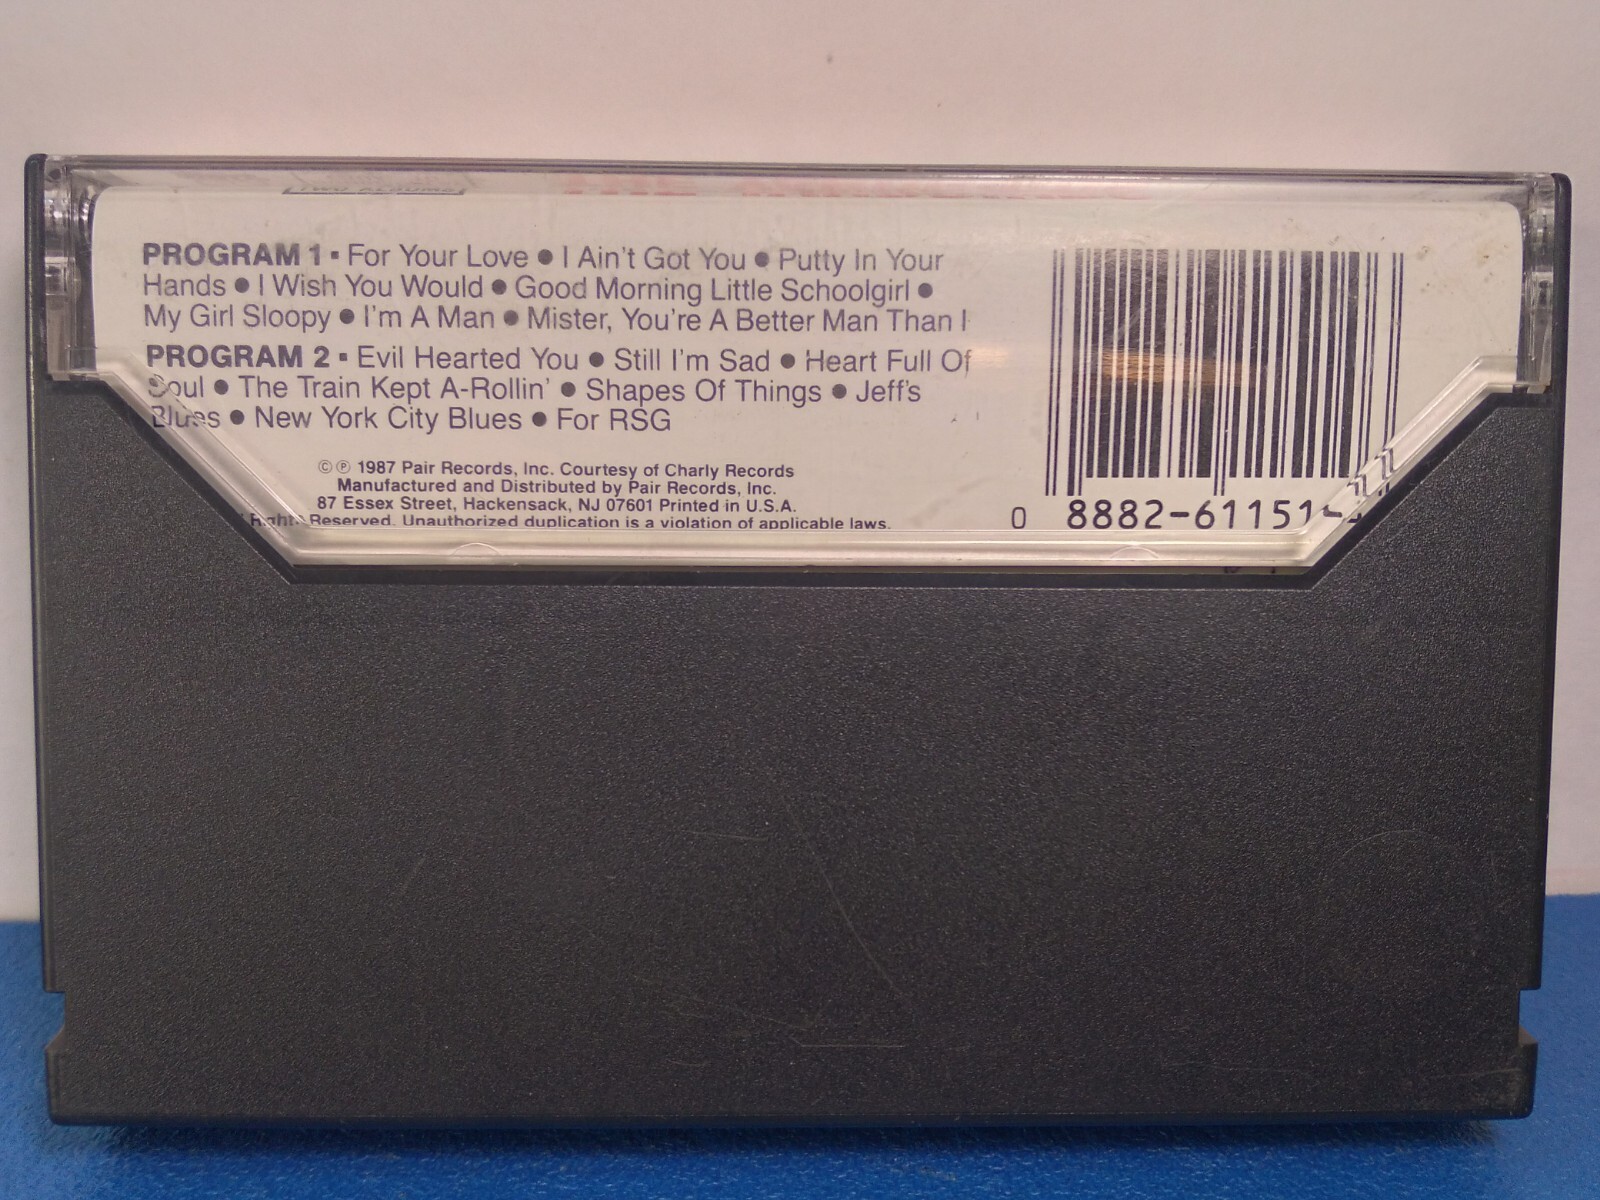 TWO ALBUMS
PROGRAM 1 ▪ For Your Love ● I Ain't Got You ● Putty In Your
Hands ● I Wish You Would ● Good Morning Little Schoolgirl ●
My Girl Sloopy ● I'm A Man ● Mister, You're A Better Man Than I
PROGRAM 2 ▪ Evil Hearted You ● Still I'm Sad ● Heart Full Of
Soul ● The Train Kept A-Rollin' ● Shapes Of Things ● Jeff's
Blues ● New York City Blues ● For RSG
©℗ 1987 Pair Records, Inc. Courtesy of Charly Records
Manufactured and Distributed by Pair Records, Inc.
87 Essex Street, Hackensack, NJ 07601 Printed in U.S.A.
Rights Reserved. Unauthorized duplication is a violation of applicable laws.
0 8882-61151-